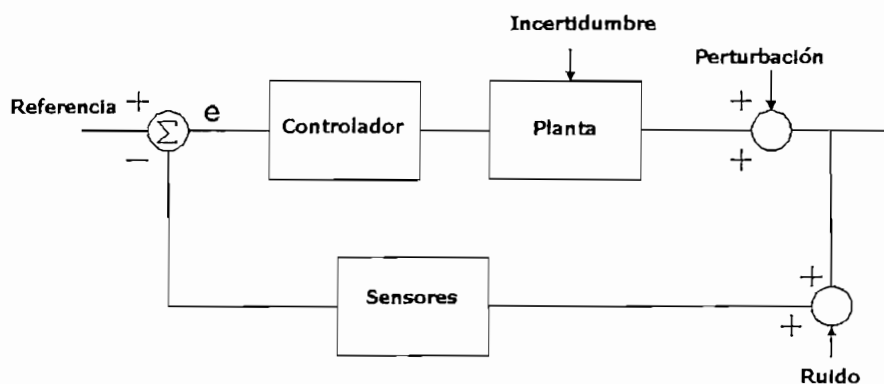 Incertidumbre
Perturbación
Referencia
+
e
Controlador
Planta
+
Σ
−
+
Sensores
+
+
Ruido